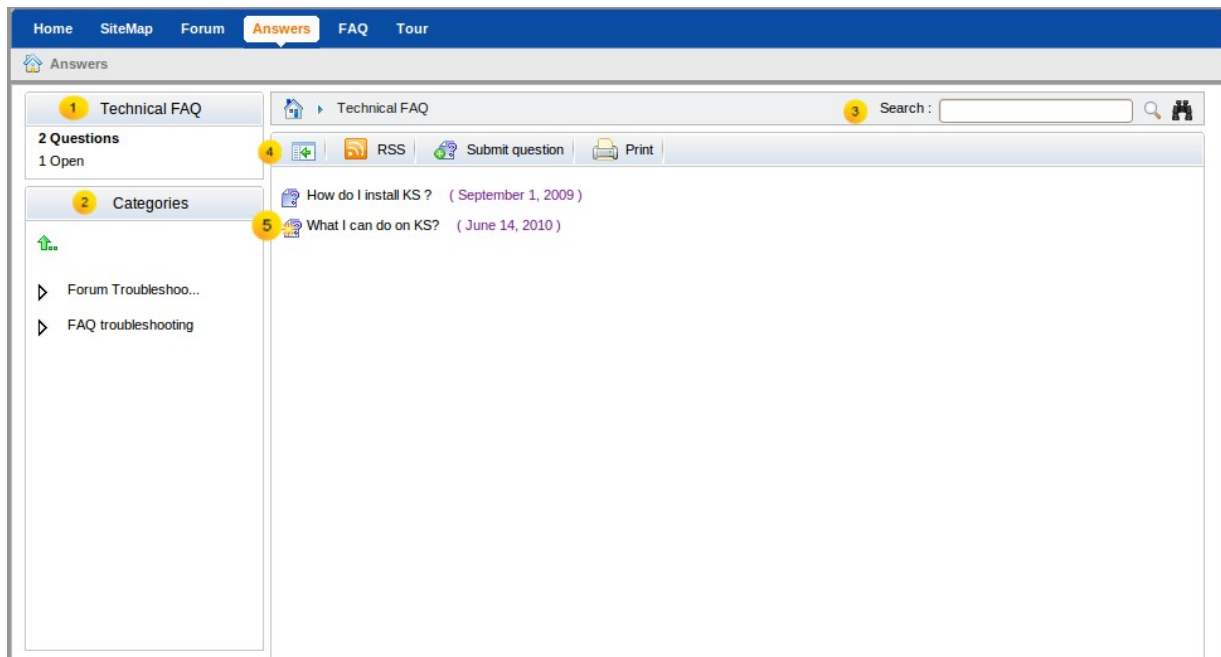 Home SiteMap Forum Answers FAQ Tour
Answers
1 Technical FAQ
2 Questions
1 Open
2 Categories
Forum Troubleshoo...
FAQ troubleshooting
Technical FAQ
3 Search :
4 RSS Submit question Print
How do I install KS ? ( September 1, 2009 )
5 What I can do on KS? ( June 14, 2010 )